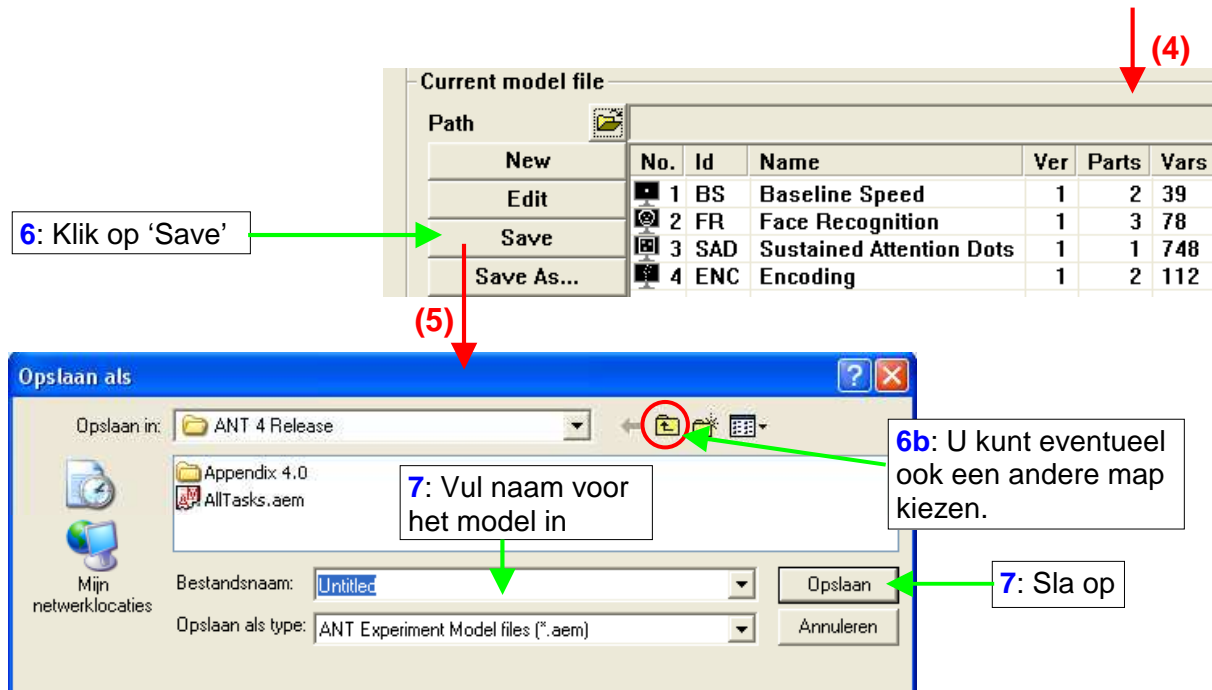 (4)
Current model file
Path
New
Edit
Save
Save As...
No. Id Name Ver Parts Vars
1 BS Baseline Speed 1 2 39
2 FR Face Recognition 1 3 78
3 SAD Sustained Attention Dots 1 1 748
4 ENC Encoding 1 2 112
6: Klik op ‘Save’
(5)
Opslaan als
Opslaan in: ANT 4 Release
Appendix 4.0
AllTasks.aem
6b: U kunt eventueel
ook een andere map
kiezen.
7: Vul naam voor
het model in
Mijn
netwerklocaties
Bestandsnaam: Untitled
Opslaan
7: Sla op
Opslaan als type: ANT Experiment Model files (*.aem)
Annuleren